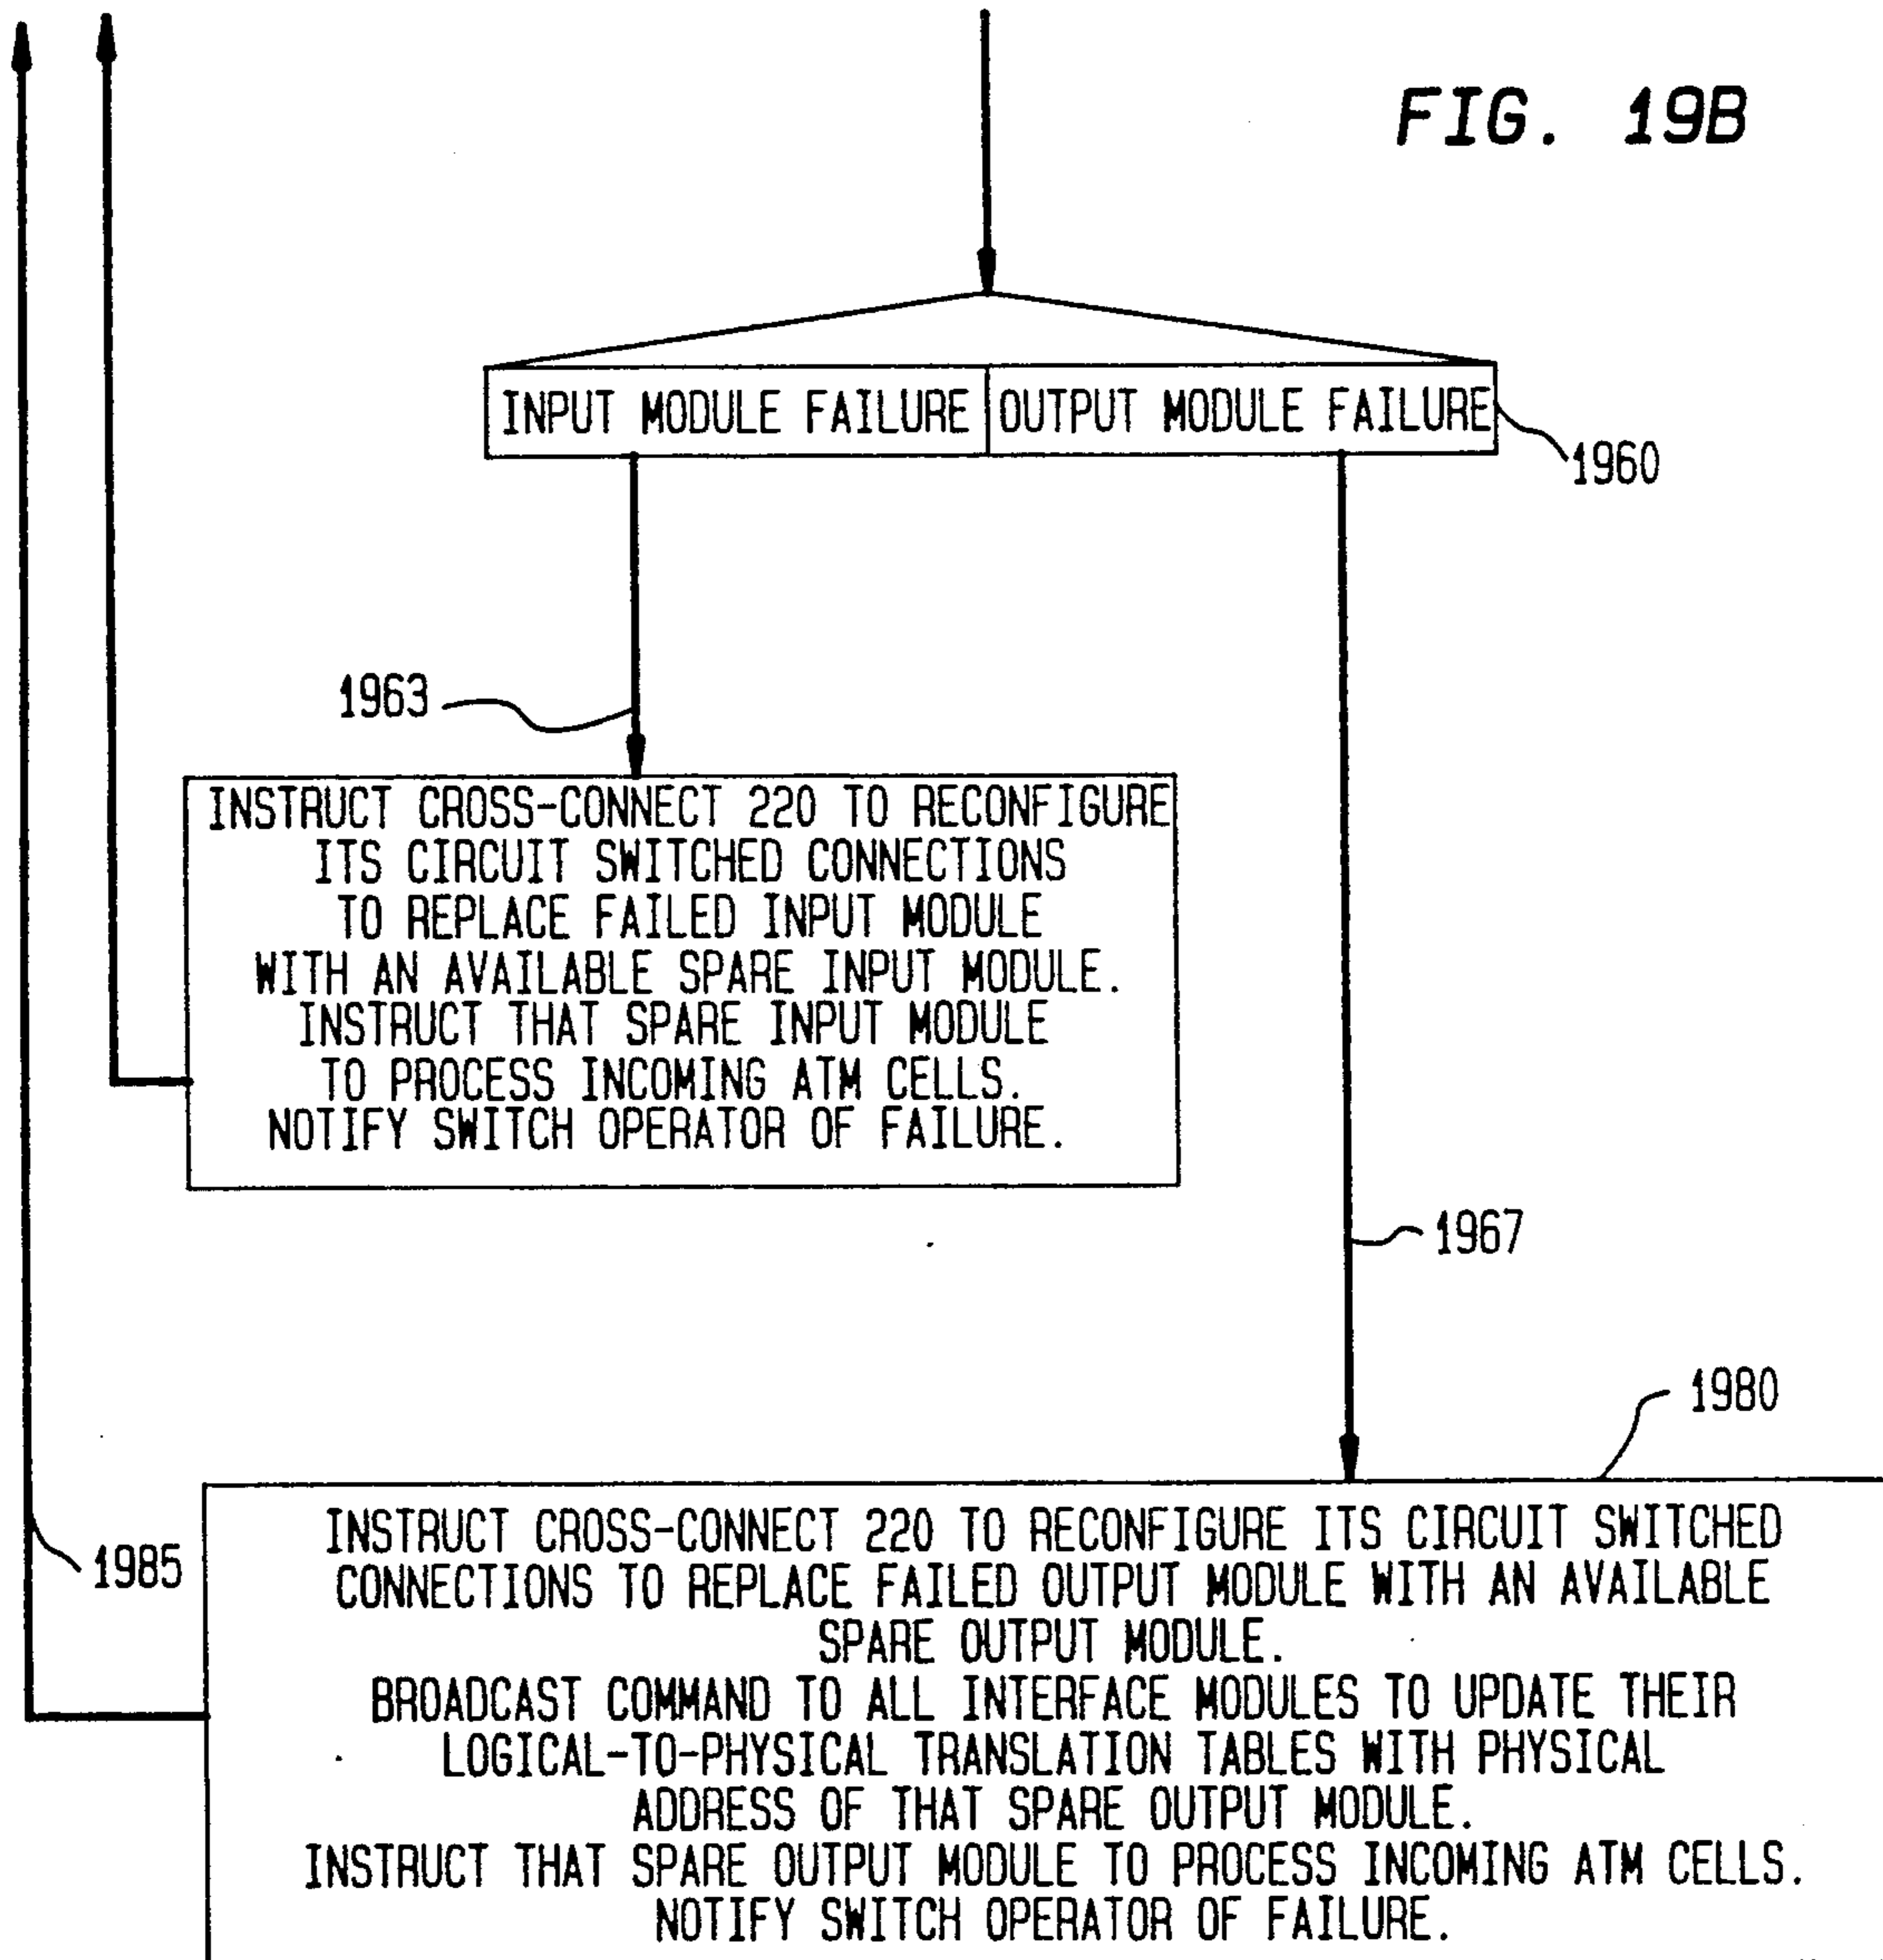 FIG. 19B
INPUT MODULE FAILURE
OUTPUT MODULE FAILURE
1960
1963
INSTRUCT CROSS-CONNECT 220 TO RECONFIGURE
ITS CIRCUIT SWITCHED CONNECTIONS
TO REPLACE FAILED INPUT MODULE
WITH AN AVAILABLE SPARE INPUT MODULE.
INSTRUCT THAT SPARE INPUT MODULE
TO PROCESS INCOMING ATM CELLS.
NOTIFY SWITCH OPERATOR OF FAILURE.
1967
1980
1985
INSTRUCT CROSS-CONNECT 220 TO RECONFIGURE ITS CIRCUIT SWITCHED
CONNECTIONS TO REPLACE FAILED OUTPUT MODULE WITH AN AVAILABLE
SPARE OUTPUT MODULE.
BROADCAST COMMAND TO ALL INTERFACE MODULES TO UPDATE THEIR
LOGICAL-TO-PHYSICAL TRANSLATION TABLES WITH PHYSICAL
ADDRESS OF THAT SPARE OUTPUT MODULE.
INSTRUCT THAT SPARE OUTPUT MODULE TO PROCESS INCOMING ATM CELLS.
NOTIFY SWITCH OPERATOR OF FAILURE.